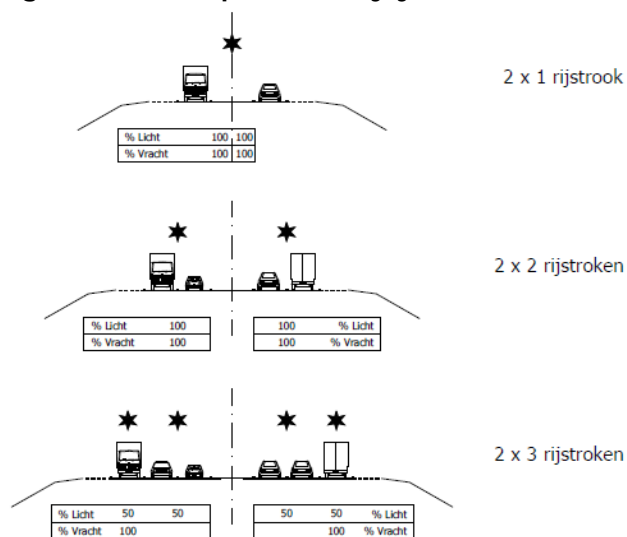 2 x 1 rijstrook
% Licht 100 100
% Vracht 100 100
2 x 2 rijstroken
% Licht 100 100 % Licht
% Vracht 100 100 % Vracht
2 x 3 rijstroken
% Licht 50 50 50 50 % Licht
% Vracht 100 100 % Vracht